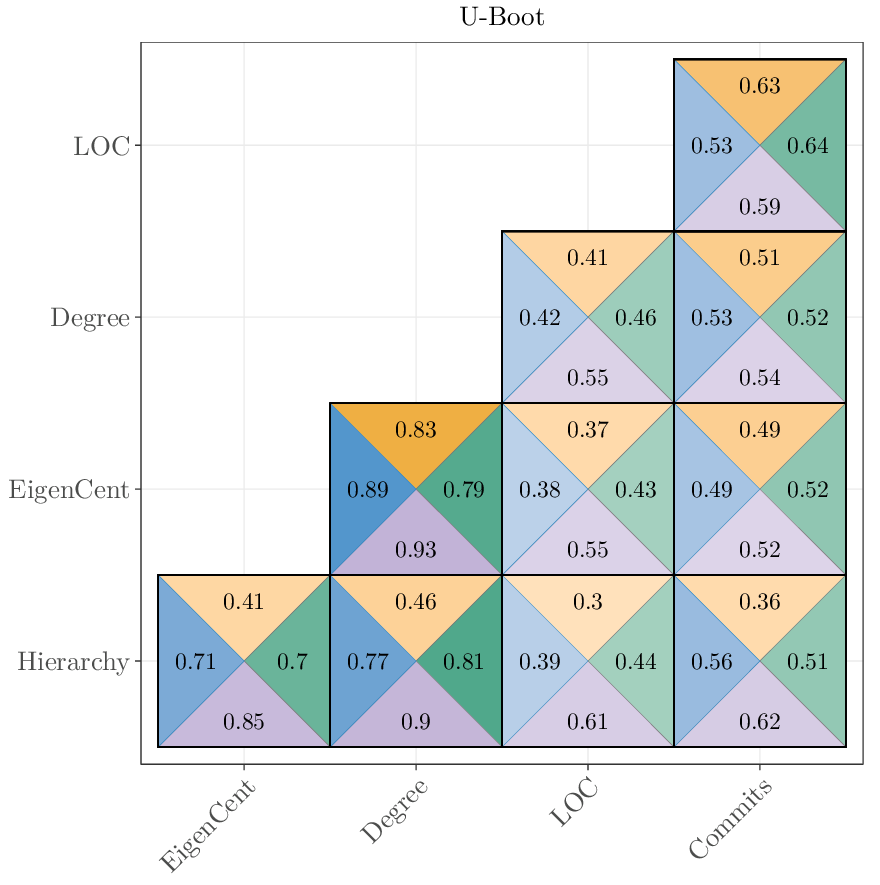 U-Boot
0.63
LOC 0.53 0.64
0.59
0.41 0.51
Degree 0.42 0.46 0.53 0.52
0.55 0.54
0.83 0.37 0.49
EigenCent 0.89 0.79 0.38 0.43 0.49 0.52
0.93 0.55 0.52
0.41 0.46 0.3 0.36
Hierarchy 0.71 0.7 0.77 0.81 0.39 0.44 0.56 0.51
0.85 0.9 0.61 0.62
EigenCent Degree LOC Commits